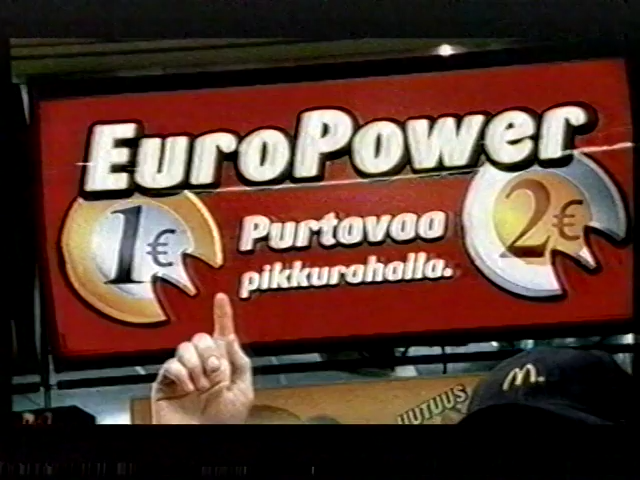 EuroPower
1€
Purtavaa
pikkurahalla.
2€
UUTUUS